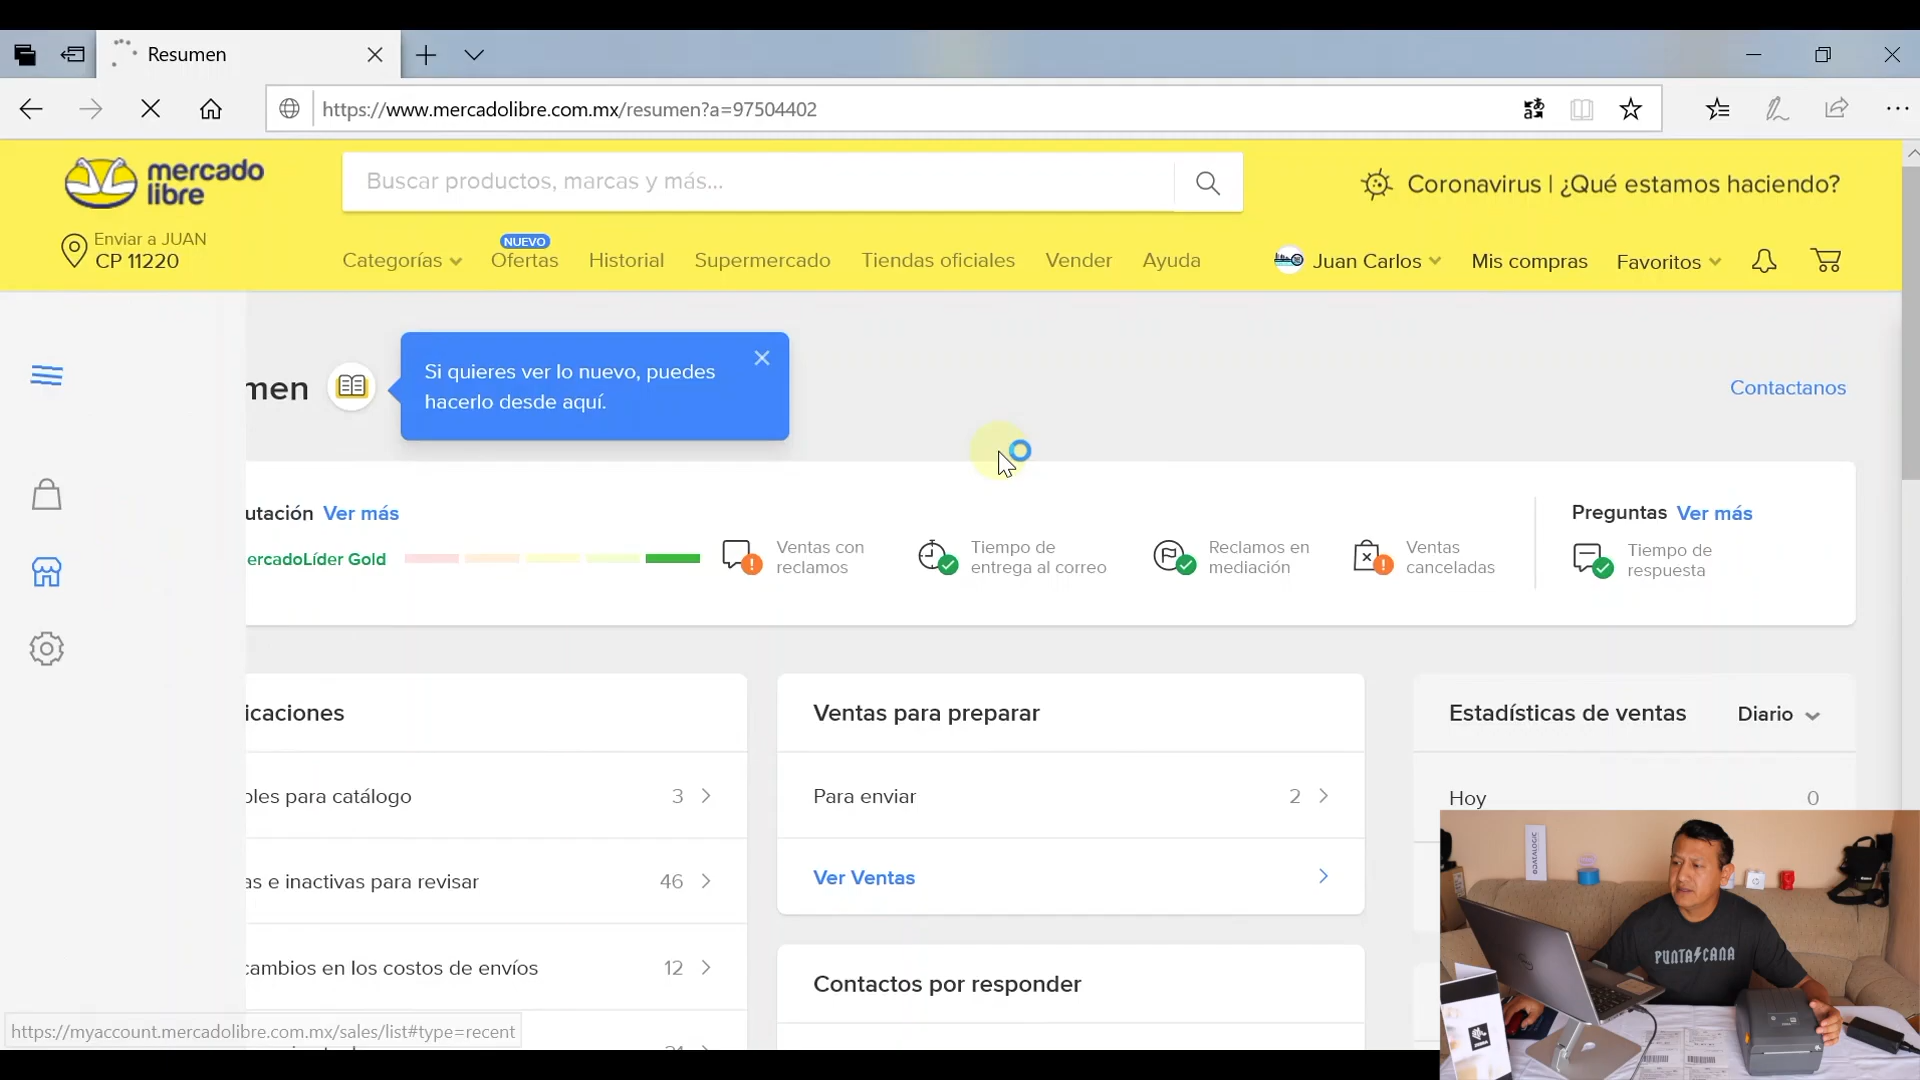 Resumen
https://www.mercadolibre.com.mx/resumen?a=97504402
mercado
libre
Buscar productos, marcas y más...
Coronavirus | ¿Qué estamos haciendo?
Enviar a JUAN
CP 11220
NUEVO
Categorías
Ofertas
Historial
Supermercado
Tiendas oficiales
Vender
Ayuda
Juan Carlos
Mis compras
Favoritos
men
Si quieres ver lo nuevo, puedes
hacerlo desde aquí.
Contactanos
utación Ver más
ercadoLíder Gold
Ventas con
reclamos
Tiempo de
entrega al correo
Reclamos en
mediación
Ventas
canceladas
Preguntas Ver más
Tiempo de
respuesta
icaciones
bles para catálogo 3
as e inactivas para revisar 46
cambios en los costos de envíos 12
Ventas para preparar
Para enviar 2
Ver Ventas
Contactos por responder
Estadísticas de ventas Diario
Hoy 0
https://myaccount.mercadolibre.com.mx/sales/list#type=recent
DATALOGIC
PUNTA CANA